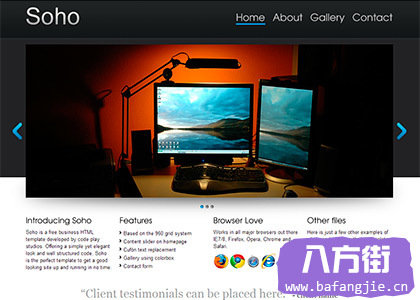 Soho
Home About Gallery Contact
Introducing Soho
Soho is a free business HTML
template developed by code play
studios. Offering a simple yet elegant
look and well structured code. Soho
is the perfect template to get a good
looking site up and running in no time.
Features
Based on the 960 grid system
Content slider on homepage
Cufón text replacement
Gallery using colorbox
Contact form
Browser Love
Works in all major browsers out there
IE7/8, Firefox, Opera, Chrome and
Safari.
Other files
Here is just a few other examples of
八方街
www.bafangjie.cn
"Client testimonials can be placed here."